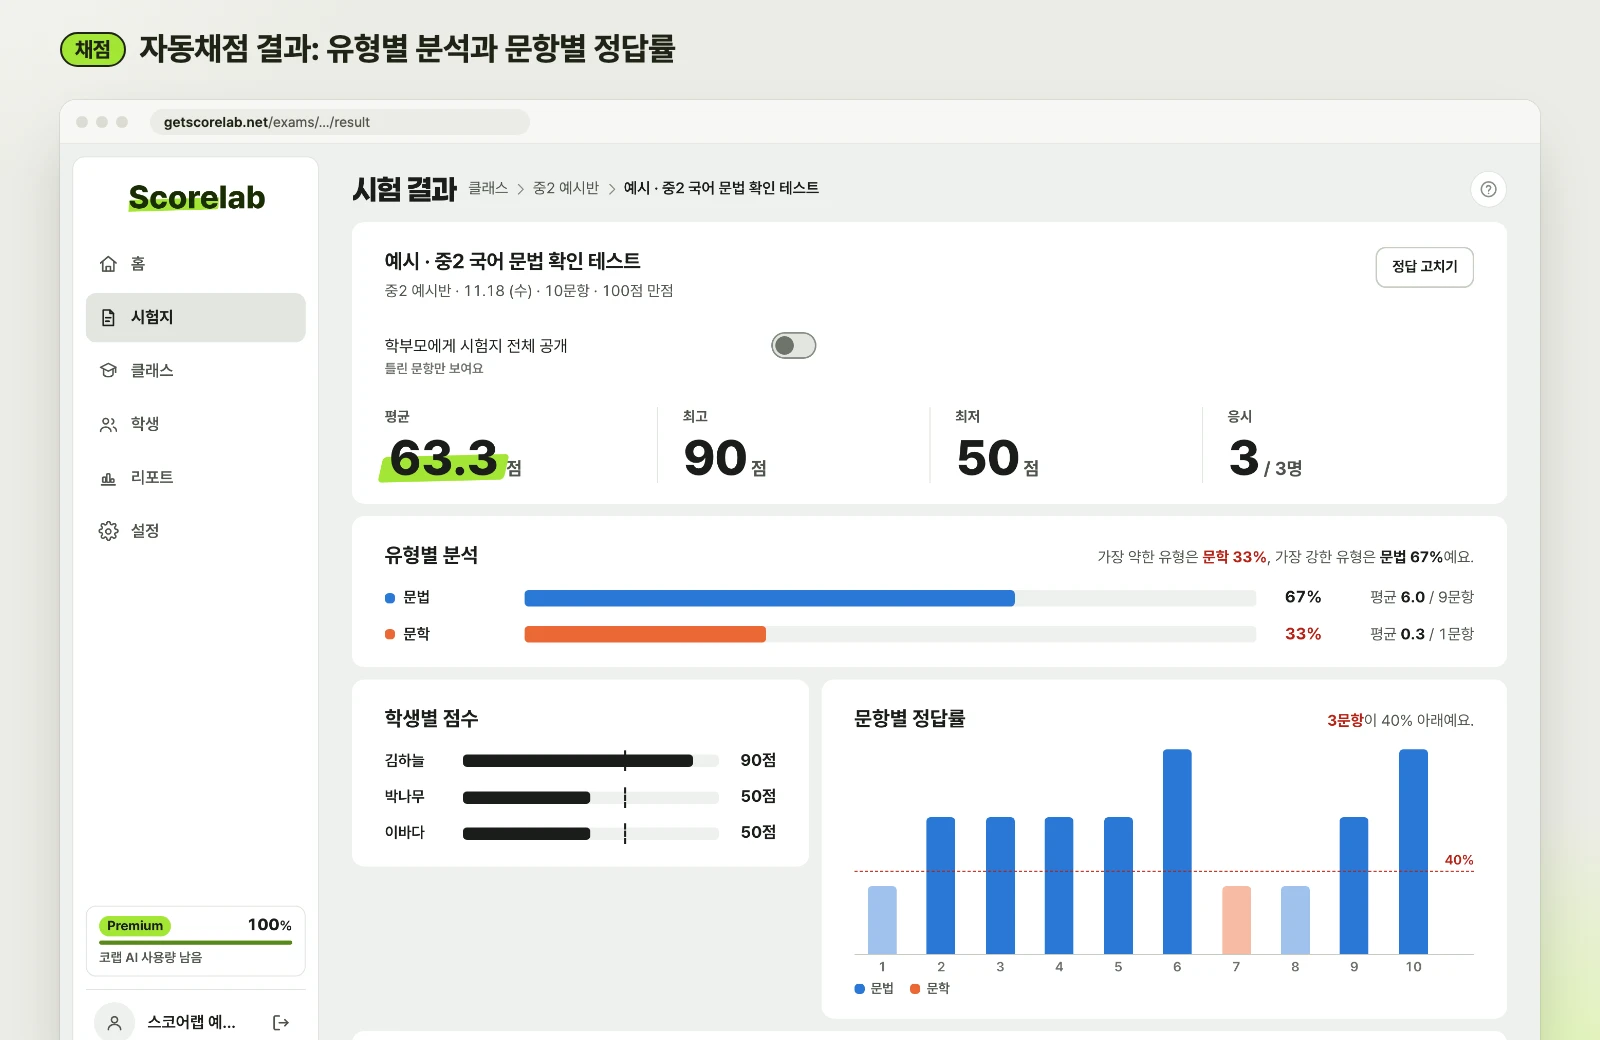 채점 자동채점 결과: 유형별 분석과 문항별 정답률
getscorelab.net/exams/.../result
Scorelab
홈
시험지
클래스
학생
리포트
설정
Premium 100%
코랩 AI 사용량 남음
스코어랩 예...
시험 결과 클래스 > 중2 예시반 > 예시 · 중2 국어 문법 확인 테스트
예시 · 중2 국어 문법 확인 테스트
정답 고치기
중2 예시반 · 11.18 (수) · 10문항 · 100점 만점
학부모에게 시험지 전체 공개
틀린 문항만 보여요
평균 최고 최저 응시
63.3점 90점 50점 3 / 3명
유형별 분석
가장 약한 유형은 문학 33%, 가장 강한 유형은 문법 67%예요.
문법 67% 평균 6.0 / 9문항
문학 33% 평균 0.3 / 1문항
학생별 점수
김하늘 90점
박나무 50점
이바다 50점
문항별 정답률
3문항이 40% 아래예요.
40%
1 2 3 4 5 6 7 8 9 10
문법 문학